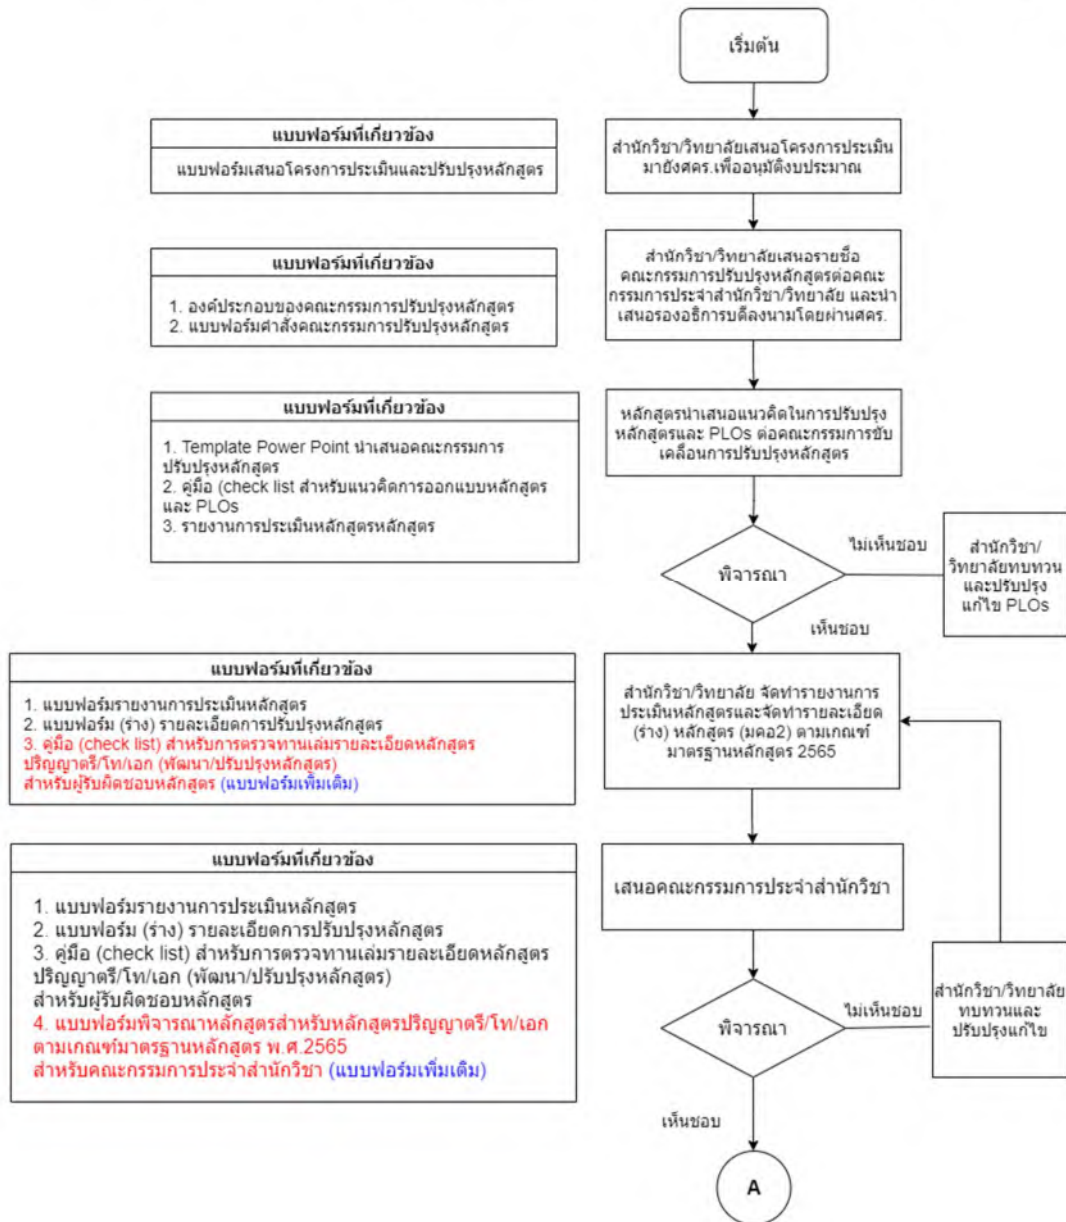 เริ่มต้น
แบบฟอร์มที่เกี่ยวข้อง
แบบฟอร์มเสนอโครงการประเมินและปรับปรุงหลักสูตร
สำนักวิชา/วิทยาลัยเสนอโครงการประเมิน
มายังศคร.เพื่ออนุมัติงบประมาณ
แบบฟอร์มที่เกี่ยวข้อง
1. องค์ประกอบของคณะกรรมการปรับปรุงหลักสูตร
2. แบบฟอร์มคำสั่งคณะกรรมการปรับปรุงหลักสูตร
สำนักวิชา/วิทยาลัยเสนอรายชื่อ
คณะกรรมการปรับปรุงหลักสูตรต่อคณะ
กรรมการประจำสำนักวิชา/วิทยาลัย และนำ
เสนอรองอธิการบดีลงนามโดยผ่านศคร.
แบบฟอร์มที่เกี่ยวข้อง
1. Template Power Point นำเสนอคณะกรรมการ
ปรับปรุงหลักสูตร
2. คู่มือ (check list สำหรับแนวคิดการออกแบบหลักสูตร
และ PLOs
3. รายงานการประเมินหลักสูตรหลักสูตร
หลักสูตรนำเสนอแนวคิดในการปรับปรุง
หลักสูตรและ PLOs ต่อคณะกรรมการขับ
เคลื่อนการปรับปรุงหลักสูตร
พิจารณา
ไม่เห็นชอบ
สำนักวิชา/
วิทยาลัยทบทวน
และปรับปรุง
แก้ไข PLOs
เห็นชอบ
แบบฟอร์มที่เกี่ยวข้อง
1. แบบฟอร์มรายงานการประเมินหลักสูตร
2. แบบฟอร์ม (ร่าง) รายละเอียดการปรับปรุงหลักสูตร
3. คู่มือ (check list) สำหรับการตรวจทานเล่มรายละเอียดหลักสูตร
ปริญญาตรี/โท/เอก (พัฒนา/ปรับปรุงหลักสูตร)
สำหรับผู้รับผิดชอบหลักสูตร (แบบฟอร์มเพิ่มเติม)
สำนักวิชา/วิทยาลัย จัดทำรายงานการ
ประเมินหลักสูตรและจัดทำรายละเอียด
(ร่าง) หลักสูตร (มคอ2) ตามเกณฑ์
มาตรฐานหลักสูตร 2565
แบบฟอร์มที่เกี่ยวข้อง
1. แบบฟอร์มรายงานการประเมินหลักสูตร
2. แบบฟอร์ม (ร่าง) รายละเอียดการปรับปรุงหลักสูตร
3. คู่มือ (check list) สำหรับการตรวจทานเล่มรายละเอียดหลักสูตร
ปริญญาตรี/โท/เอก (พัฒนา/ปรับปรุงหลักสูตร)
สำหรับผู้รับผิดชอบหลักสูตร
4. แบบฟอร์มพิจารณาหลักสูตรสำหรับหลักสูตรปริญญาตรี/โท/เอก
ตามเกณฑ์มาตรฐานหลักสูตร พ.ศ.2565
สำหรับคณะกรรมการประจำสำนักวิชา (แบบฟอร์มเพิ่มเติม)
เสนอคณะกรรมการประจำสำนักวิชา
พิจารณา
ไม่เห็นชอบ
สำนักวิชา/วิทยาลัย
ทบทวนและ
ปรับปรุงแก้ไข
เห็นชอบ
A